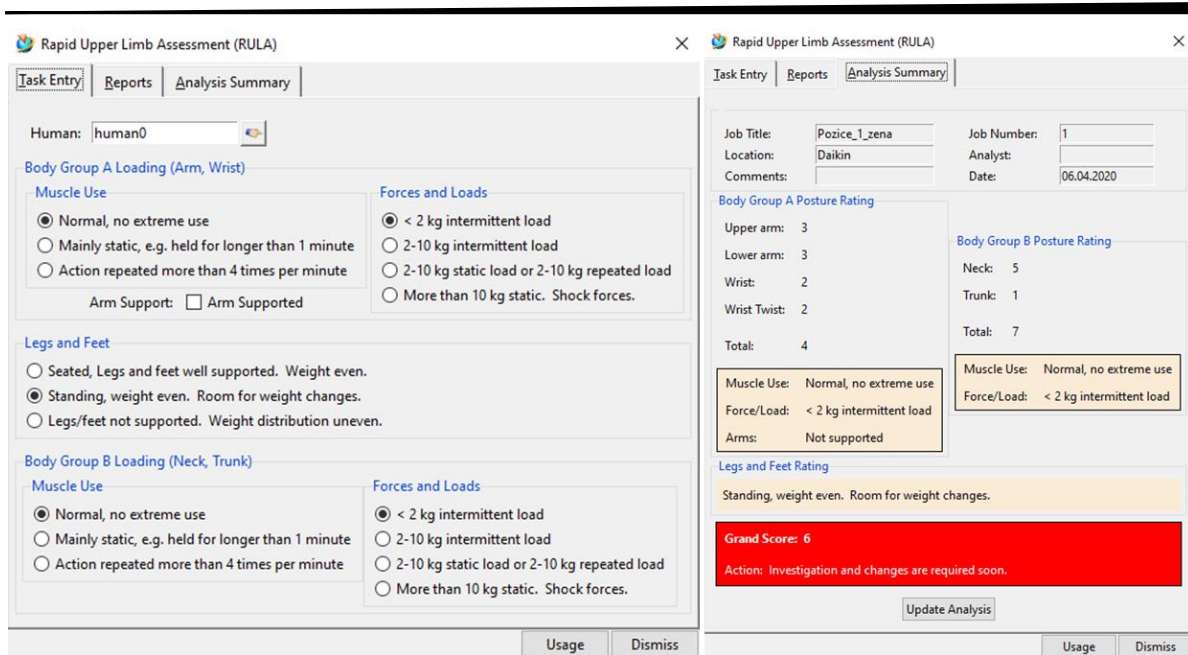 Rapid Upper Limb Assessment (RULA)
Task Entry Reports Analysis Summary
Human: human0
Body Group A Loading (Arm, Wrist)
Muscle Use
Normal, no extreme use
Mainly static, e.g. held for longer than 1 minute
Action repeated more than 4 times per minute
Arm Support: Arm Supported
Forces and Loads
< 2 kg intermittent load
2-10 kg intermittent load
2-10 kg static load or 2-10 kg repeated load
More than 10 kg static. Shock forces.
Legs and Feet
Seated, Legs and feet well supported. Weight even.
Standing, weight even. Room for weight changes.
Legs/feet not supported. Weight distribution uneven.
Body Group B Loading (Neck, Trunk)
Muscle Use
Normal, no extreme use
Mainly static, e.g. held for longer than 1 minute
Action repeated more than 4 times per minute
Forces and Loads
< 2 kg intermittent load
2-10 kg intermittent load
2-10 kg static load or 2-10 kg repeated load
More than 10 kg static. Shock forces.
Usage Dismiss
Rapid Upper Limb Assessment (RULA)
Task Entry Reports Analysis Summary
Job Title: Pozice_1_zena Job Number: 1
Location: Daikin Analyst:
Comments: Date: 06.04.2020
Body Group A Posture Rating
Upper arm: 3
Lower arm: 3
Wrist: 2
Wrist Twist: 2
Total: 4
Muscle Use: Normal, no extreme use
Force/Load: < 2 kg intermittent load
Arms: Not supported
Body Group B Posture Rating
Neck: 5
Trunk: 1
Total: 7
Muscle Use: Normal, no extreme use
Force/Load: < 2 kg intermittent load
Legs and Feet Rating
Standing, weight even. Room for weight changes.
Grand Score: 6
Action: Investigation and changes are required soon.
Update Analysis
Usage Dismiss